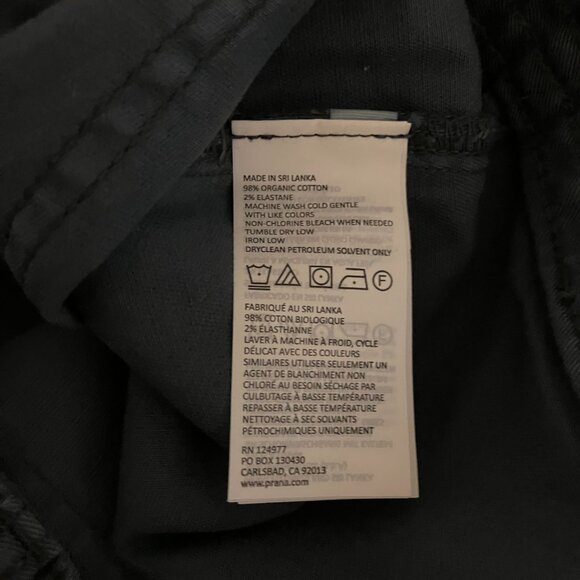 MADE IN SRI LANKA
98% ORGANIC COTTON
2% ELASTANE
MACHINE WASH COLD GENTLE
WITH LIKE COLORS
NON-CHLORINE BLEACH WHEN NEEDED
TUMBLE DRY LOW
IRON LOW
DRYCLEAN PETROLEUM SOLVENT ONLY
F
FABRIQUÉ AU SRI LANKA
98% COTON BIOLOGIQUE
2% ÉLASTHANNE
LAVER À MACHINE À FROID, CYCLE
DÉLICAT AVEC DES COULEURS
SIMILAIRES UTILISER SEULEMENT UN
AGENT DE BLANCHIMENT NON
CHLORÉ AU BESOIN SÉCHAGE PAR
CULBUTAGE À BASSE TEMPÉRATURE
REPASSER À BASSE TEMPÉRATURE
NETTOYAGE À SEC SOLVANTS
PÉTROCHIMIQUES UNIQUEMENT
RN 124977
PO BOX 130430
CARLSBAD, CA 92013
www.prana.com